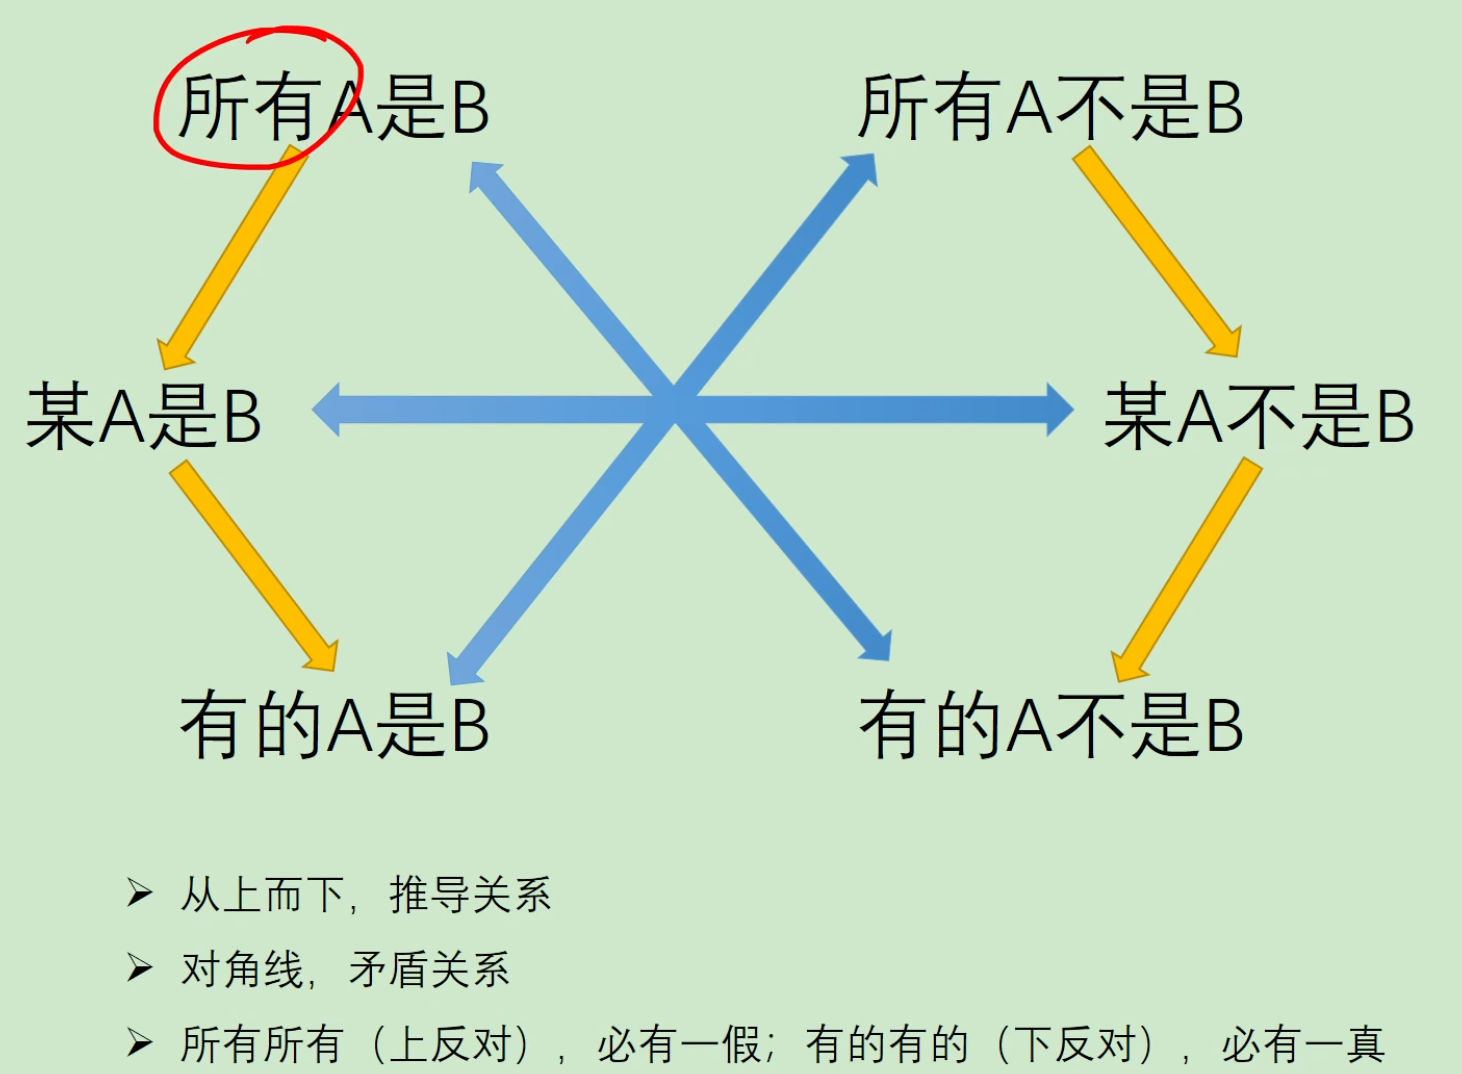 所有A是B
所有A不是B
某A是B
某A不是B
有的A是B
有的A不是B
从上而下，推导关系
对角线，矛盾关系
所有所有（上反对），必有一假；有的有的（下反对），必有一真